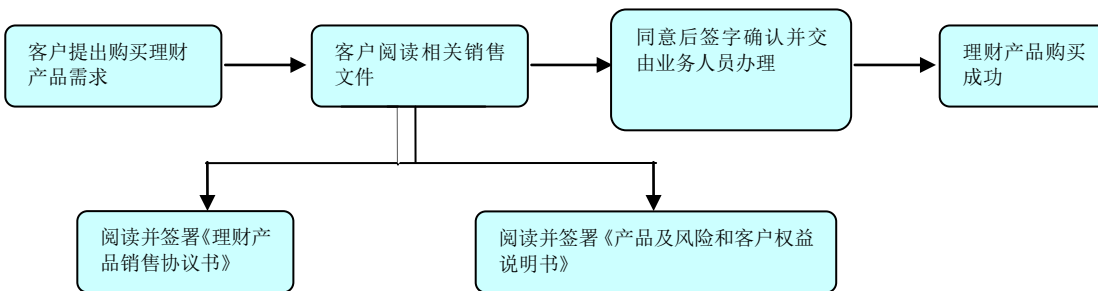 客户提出购买理财
产品需求
客户阅读相关销售
文件
同意后签字确认并交
由业务人员办理
理财产品购买
成功
阅读并签署《理财产
品销售协议书》
阅读并签署《产品及风险和客户权益
说明书》